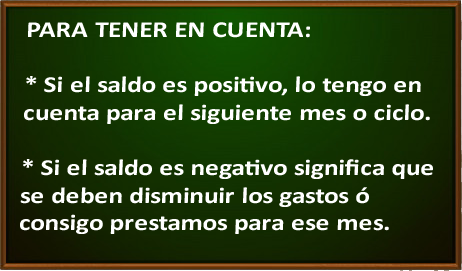 PARA TENER EN CUENTA:
* Si el saldo es positivo, lo tengo en
cuenta para el siguiente mes o ciclo.
* Si el saldo es negativo significa que
se deben disminuir los gastos ó
consigo prestamos para ese mes.